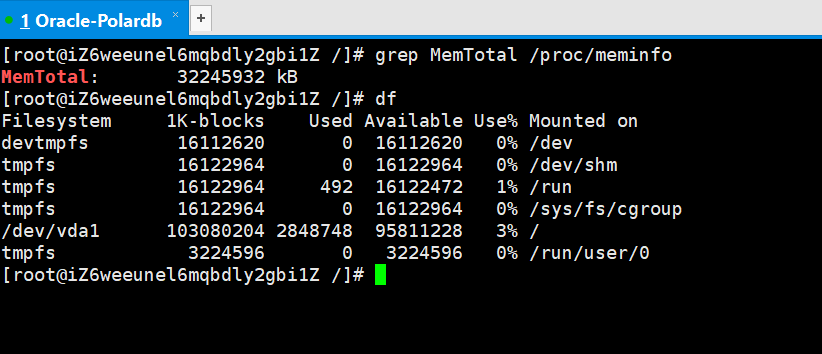 1 Oracle-Polardb × +
[root@iZ6weeunel6mqbdly2gbi1Z /]# grep MemTotal /proc/meminfo
MemTotal:       32245932 kB
[root@iZ6weeunel6mqbdly2gbi1Z /]# df
Filesystem     1K-blocks    Used Available Use% Mounted on
devtmpfs        16112620       0  16112620   0% /dev
tmpfs           16122964       0  16122964   0% /dev/shm
tmpfs           16122964     492  16122472   1% /run
tmpfs           16122964       0  16122964   0% /sys/fs/cgroup
/dev/vda1      103080204 2848748  95811228   3% /
tmpfs            3224596       0   3224596   0% /run/user/0
[root@iZ6weeunel6mqbdly2gbi1Z /]#